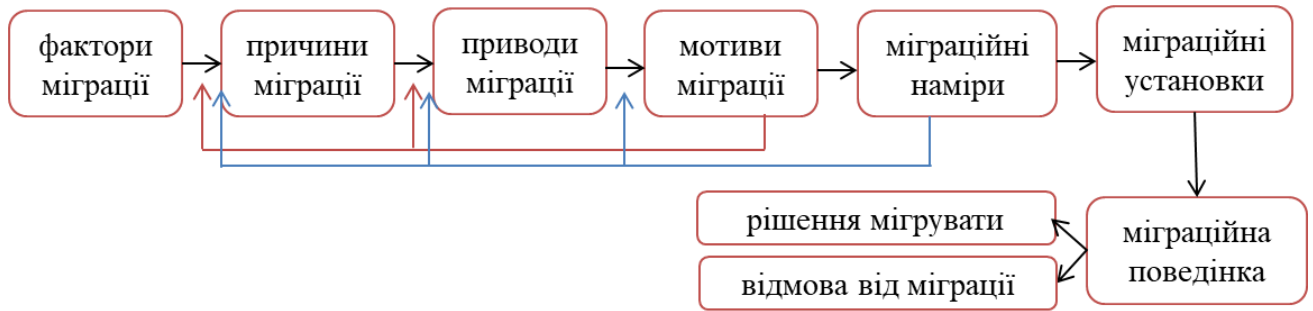 фактори
міграції
причини
міграції
приводи
міграції
мотиви
міграції
міграційні
наміри
міграційні
установки
рішення мігрувати
відмова від міграції
міграційна
поведінка